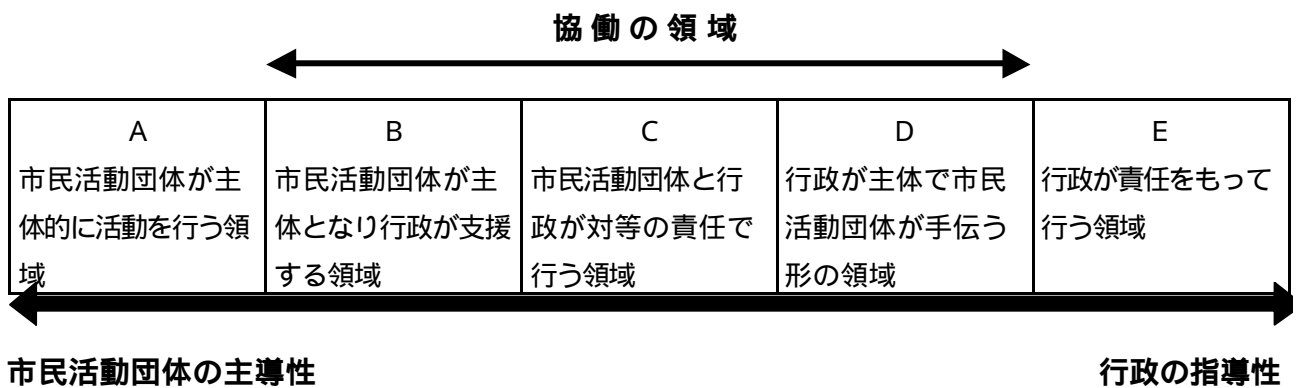 協働の領域
A
市民活動団体が主
体的に活動を行う領
域
B
市民活動団体が主
体となり行政が支援
する領域
C
市民活動団体と行
政が対等の責任で
行う領域
D
行政が主体で市民
活動団体が手伝う
形の領域
E
行政が責任をもって
行う領域
市民活動団体の主導性
行政の指導性